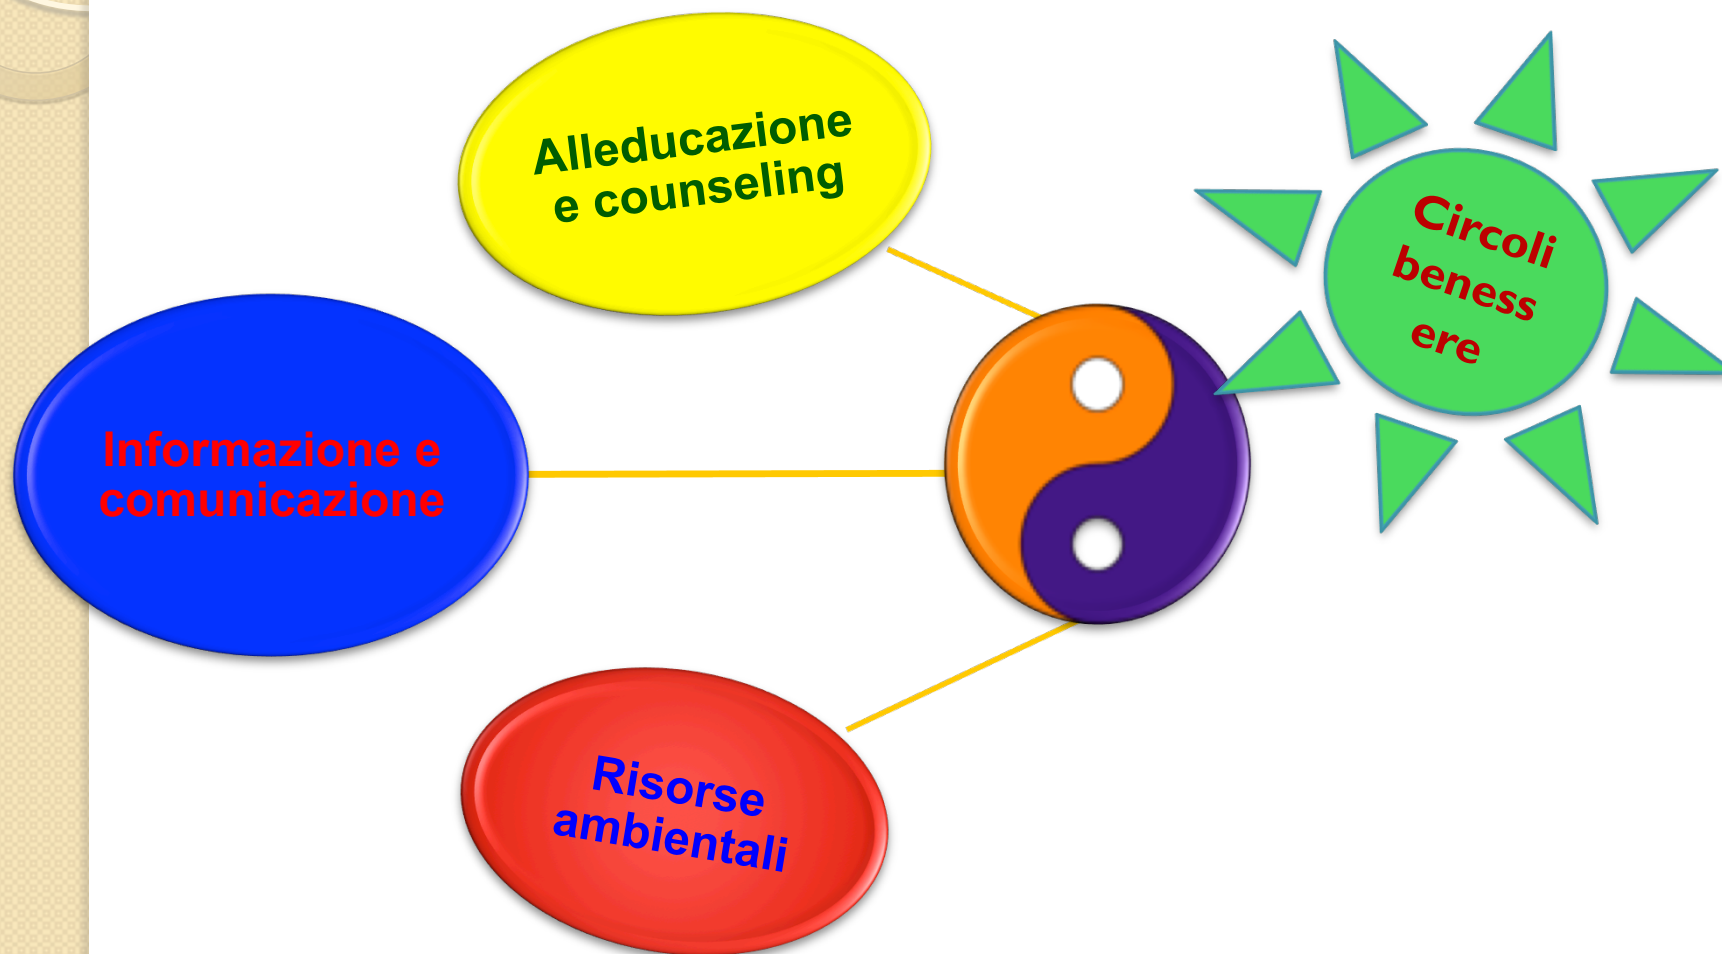 Alleducazione
e counseling
Circoli
beness
ere
Informazione e
comunicazione
Risorse
ambientali